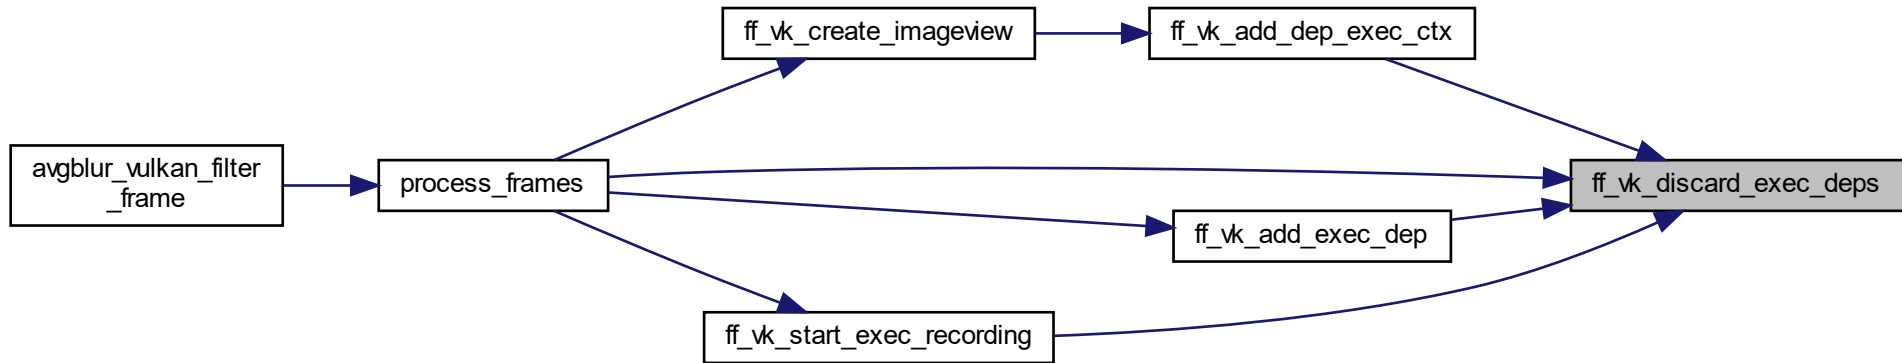 ff_vk_create_imageview
ff_vk_add_dep_exec_ctx
avgblur_vulkan_filter
_frame
process_frames
ff_vk_discard_exec_deps
ff_vk_add_exec_dep
ff_vk_start_exec_recording